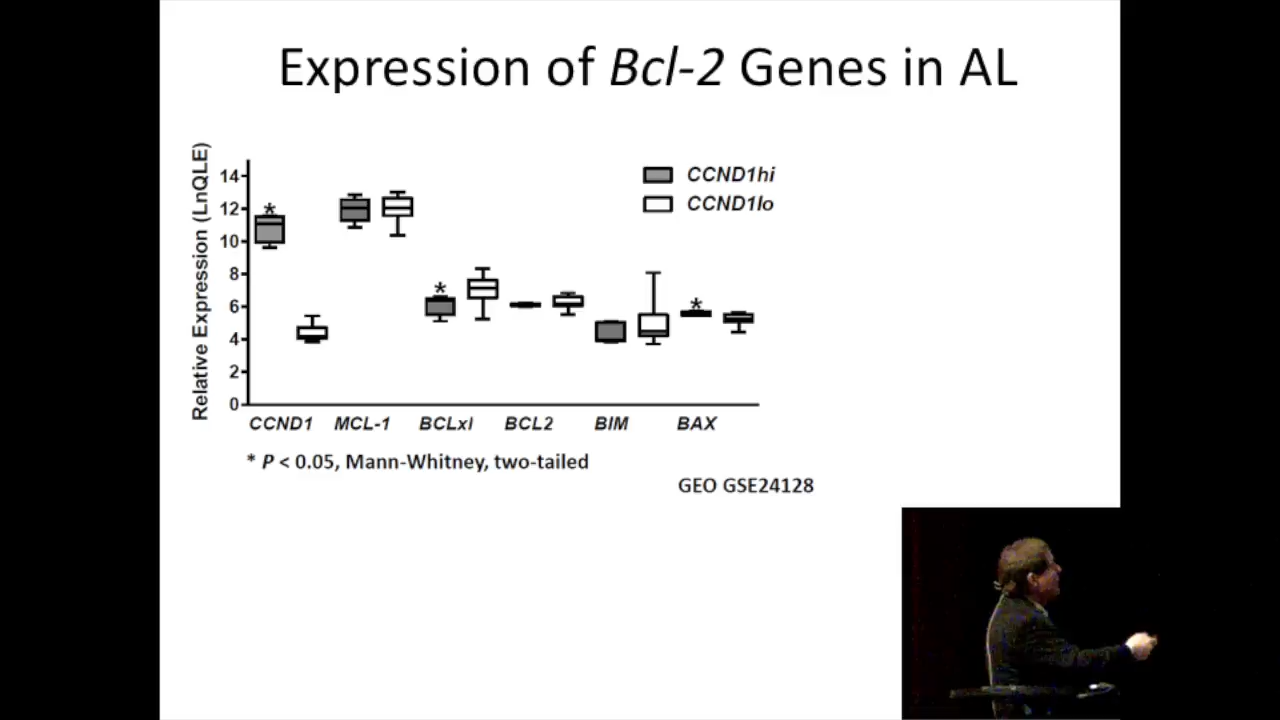 Expression of Bcl-2 Genes in AL
Relative Expression (LnQLE)
14
12
10
8
6
4
2
0
CCND1hi
CCND1lo
*
*
*
CCND1 MCL-1 BCLxl BCL2 BIM BAX
* P < 0.05, Mann-Whitney, two-tailed
GEO GSE24128